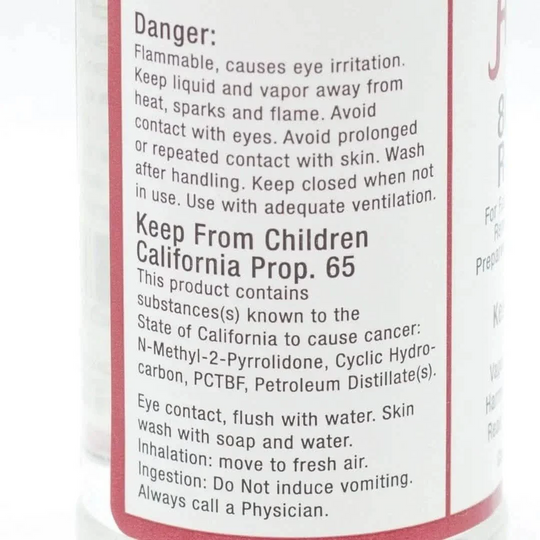 Danger:
Flammable, causes eye irritation.
Keep liquid and vapor away from
heat, sparks and flame. Avoid
contact with eyes. Avoid prolonged
or repeated contact with skin. Wash
after handling. Keep closed when not
in use. Use with adequate ventilation.
Keep From Children
California Prop. 65
This product contains
substances(s) known to the
State of California to cause cancer:
N-Methyl-2-Pyrrolidone, Cyclic Hydro-
carbon, PCTBF, Petroleum Distillate(s).
Eye contact, flush with water. Skin
wash with soap and water.
Inhalation: move to fresh air.
Ingestion: Do Not induce vomiting.
Always call a Physician.
&
For